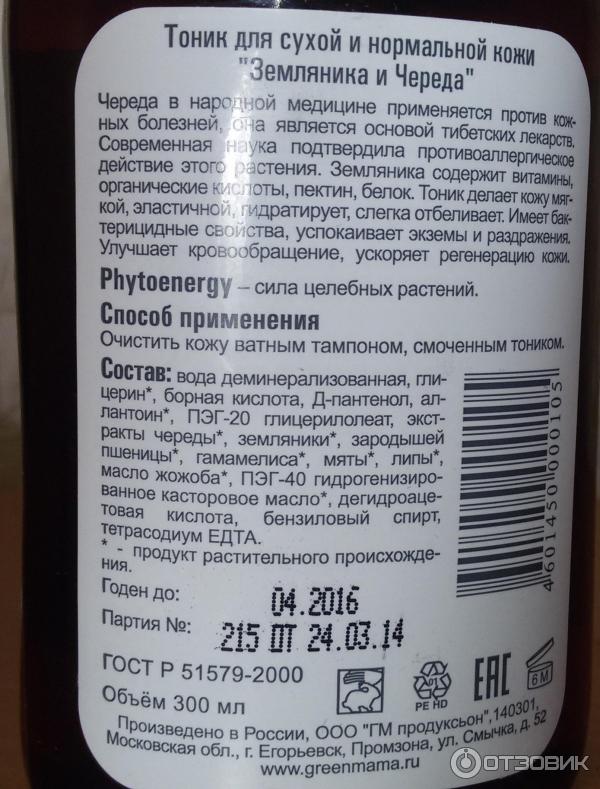 Тоник для сухой и нормальной кожи
"Земляника и Череда"
Череда в народной медицине применяется против кож-
ных болезней, она является основой тибетских лекарств.
Современная наука подтвердила противоаллергическое
действие этого растения. Земляника содержит витамины,
органические кислоты, пектин, белок. Тоник делает кожу мяг-
кой, эластичной, гидратирует, слегка отбеливает. Имеет бак-
терицидные свойства, успокаивает экземы и раздражения.
Улучшает кровообращение, ускоряет регенерацию кожи.
Phytoenergy – сила целебных растений.
Способ применения
Очистить кожу ватным тампоном, смоченным тоником.
Состав: вода деминерализованная, гли-
церин*, борная кислота, Д-пантенол, ал-
лантоин*, ПЭГ-20 глицерилолеат, экст-
ракты череды*, земляники*, зародышей
пшеницы*, гамамелиса*, мяты*, липы*,
масло жожоба*, ПЭГ-40 гидрогенизиро-
ванное касторовое масло*, дегидроаце-
товая кислота, бензиловый спирт,
тетрасодиум ЕДТА.
* - продукт растительного происхожде-
ния.
4 601450 000105
Годен до: 04.2016
Партия №: 215 ОТ 24.03.14
ГОСТ Р 51579-2000
Объём 300 мл
01
PE HD
ЕАС
6 М
Произведено в России, ООО "ГМ продуксьон", 140301,
Московская обл., г. Егорьевск, Промзона, ул. Смычка, д. 52
www.greenmama.ru
ОТЗОВИК